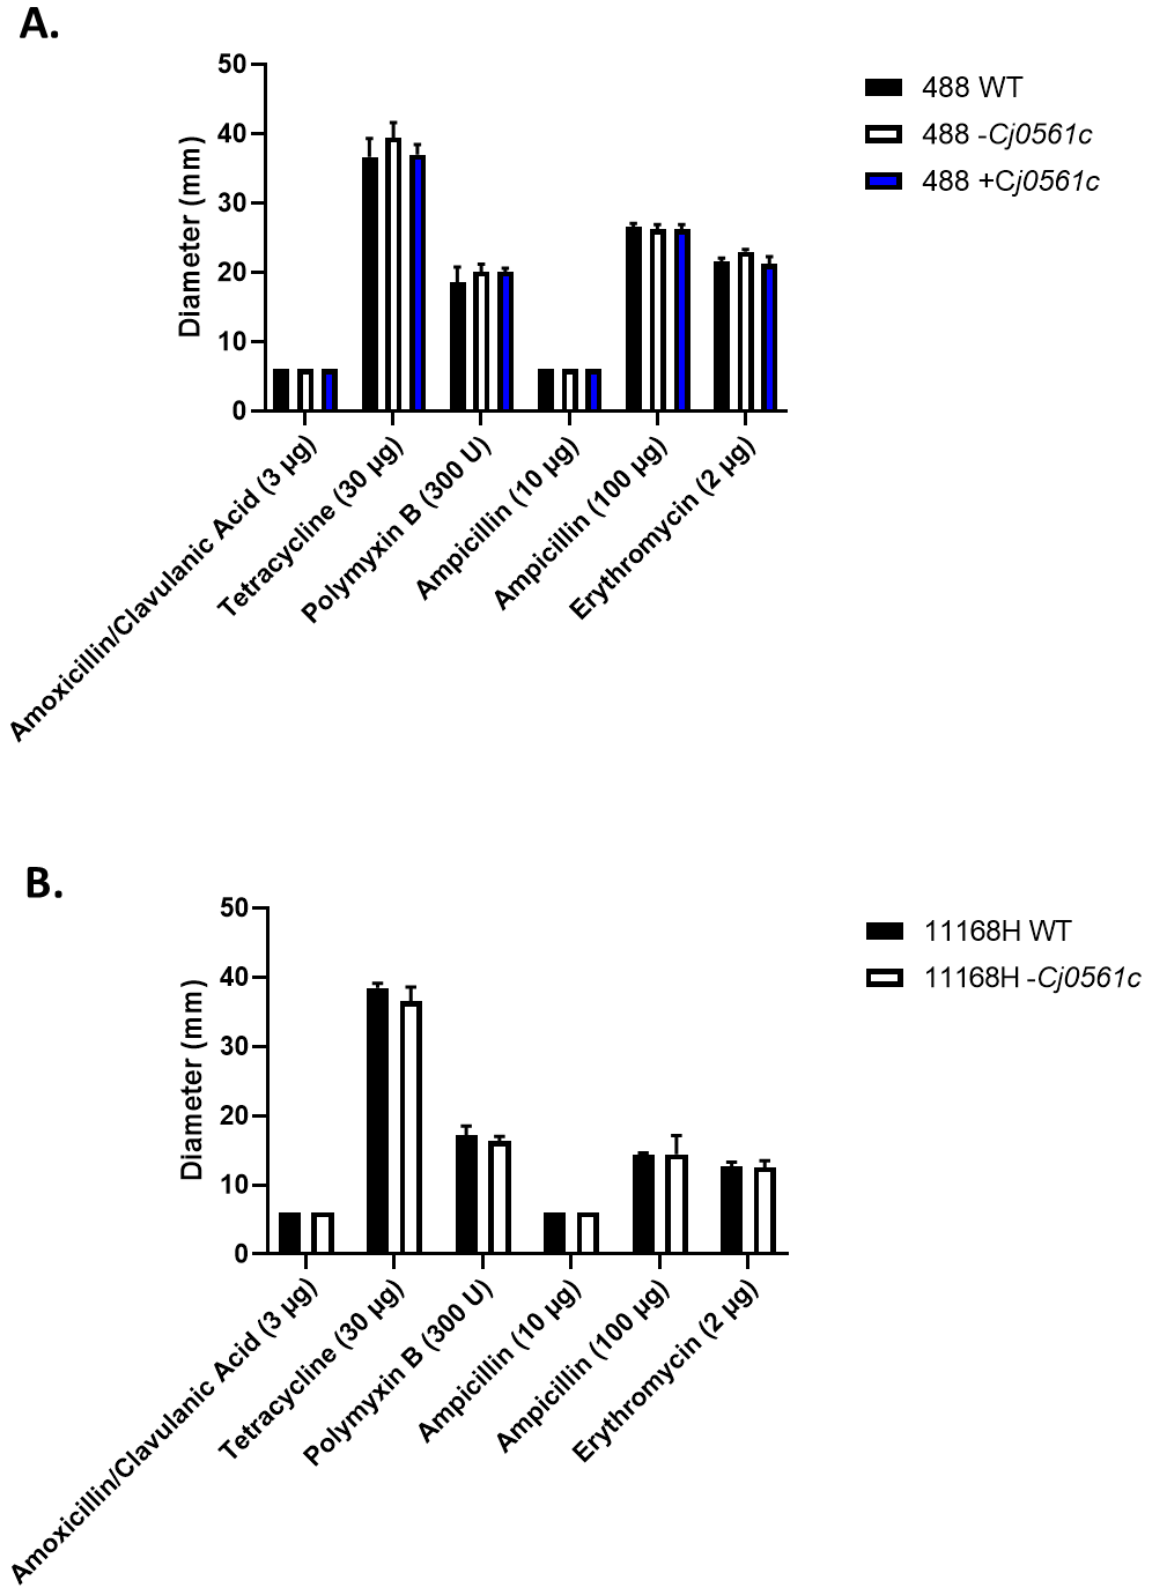 A.
50
40
30
20
10
0
Diameter (mm)
488 WT
488 -Cj0561c
488 +Cj0561c
Amoxicillin/Clavulanic Acid (3 µg)
Tetracycline (30 µg)
Polymyxin B (300 U)
Ampicillin (10 µg)
Ampicillin (100 µg)
Erythromycin (2 µg)
B.
50
40
30
20
10
0
Diameter (mm)
11168H WT
11168H -Cj0561c
Amoxicillin/Clavulanic Acid (3 µg)
Tetracycline (30 µg)
Polymyxin B (300 U)
Ampicillin (10 µg)
Ampicillin (100 µg)
Erythromycin (2 µg)